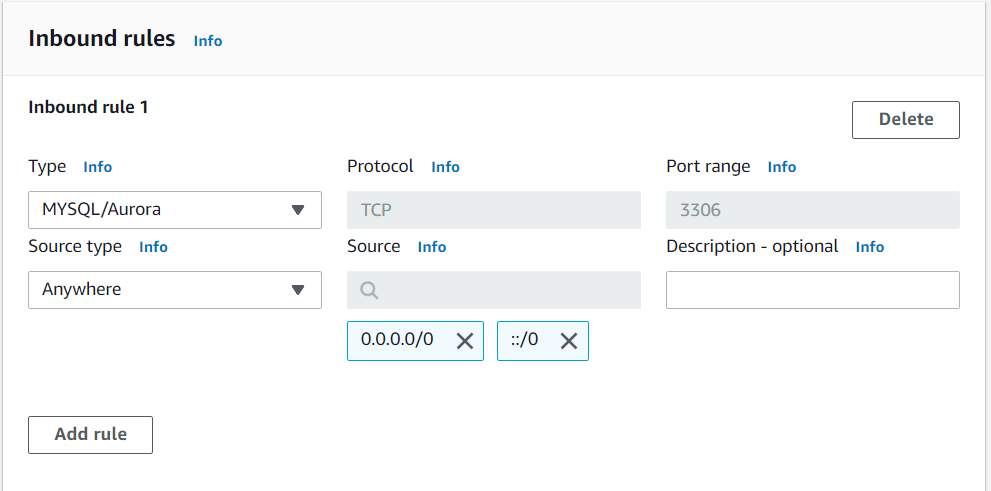 Inbound rules Info
Inbound rule 1
Delete
Type Info Protocol Info Port range Info
MYSQL/Aurora TCP 3306
Source type Info Source Info Description - optional Info
Anywhere
0.0.0.0/0 ::/0
Add rule